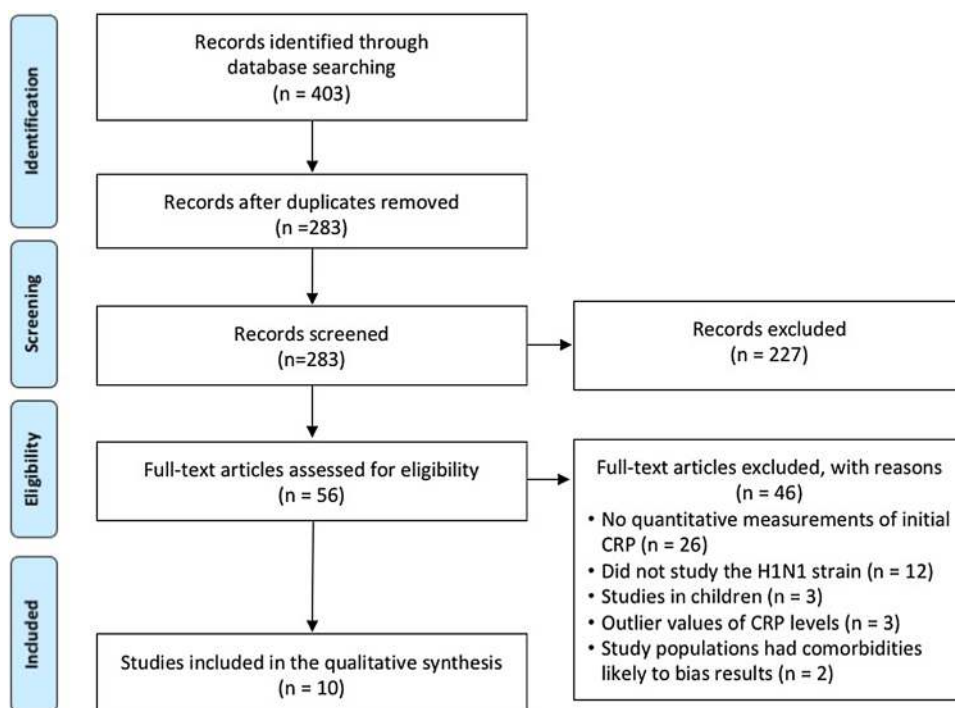 Identification
Records identified through
database searching
(n = 403)
Records after duplicates removed
(n =283)
Screening
Records screened
(n=283)
Records excluded
(n = 227)
Eligibility
Full-text articles assessed for eligibility
(n = 56)
Full-text articles excluded, with reasons
(n = 46)
• No quantitative measurements of initial
CRP (n = 26)
• Did not study the H1N1 strain (n = 12)
• Studies in children (n = 3)
• Outlier values of CRP levels (n = 3)
• Study populations had comorbidities
likely to bias results (n = 2)
Included
Studies included in the qualitative synthesis
(n = 10)